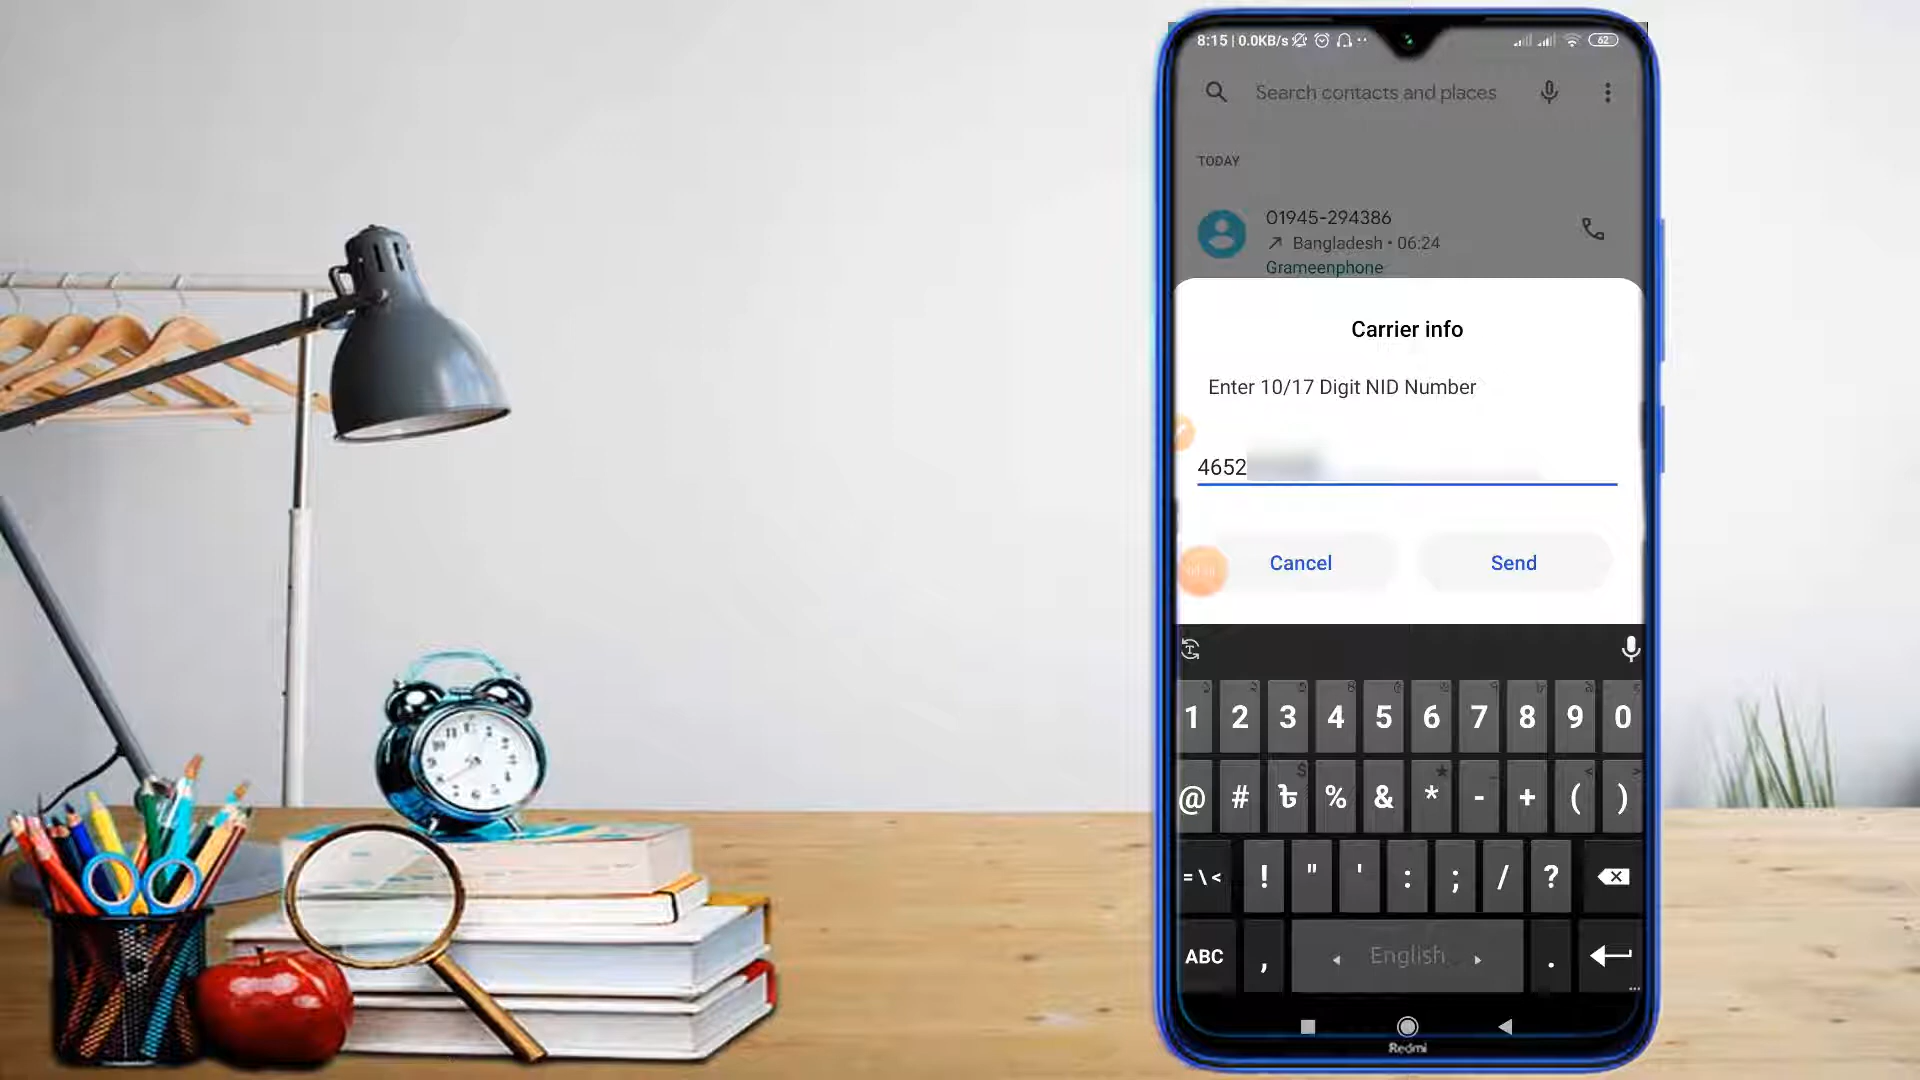 8:15 | 0.0KB/s
62
Search contacts and places
TODAY
01945-294386
Bangladesh • 06:24
Grameenphone
Carrier info
Enter 10/17 Digit NID Number
4652
Cancel
Send
1 2 3 4 5 6 7 8 9 0
@ # ৳ % & * - + ( )
= \ < ! " ' : ; / ?
ABC , English .
Redmi